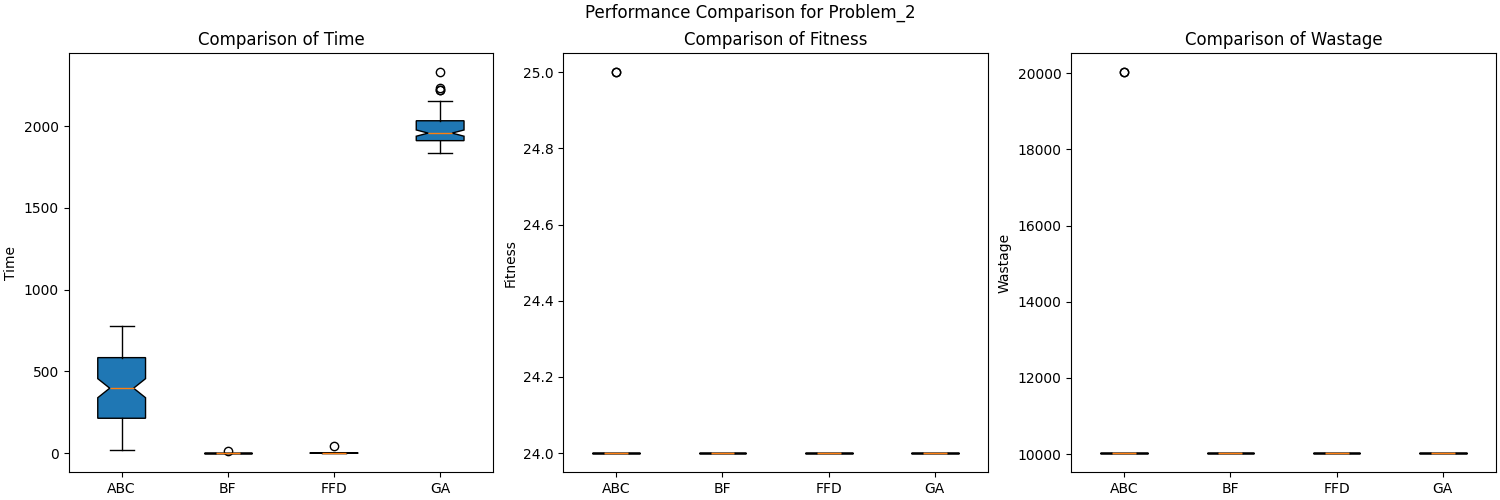 Performance Comparison for Problem_2
Comparison of Time
Time
2000
1500
1000
500
0
ABC BF FFD GA
Comparison of Fitness
Fitness
25.0
24.8
24.6
24.4
24.2
24.0
ABC BF FFD GA
Comparison of Wastage
Wastage
20000
18000
16000
14000
12000
10000
ABC BF FFD GA